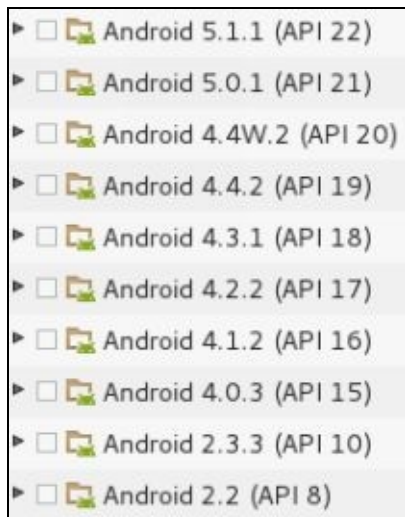 Android 5.1.1 (API 22)
Android 5.0.1 (API 21)
Android 4.4W.2 (API 20)
Android 4.4.2 (API 19)
Android 4.3.1 (API 18)
Android 4.2.2 (API 17)
Android 4.1.2 (API 16)
Android 4.0.3 (API 15)
Android 2.3.3 (API 10)
Android 2.2 (API 8)